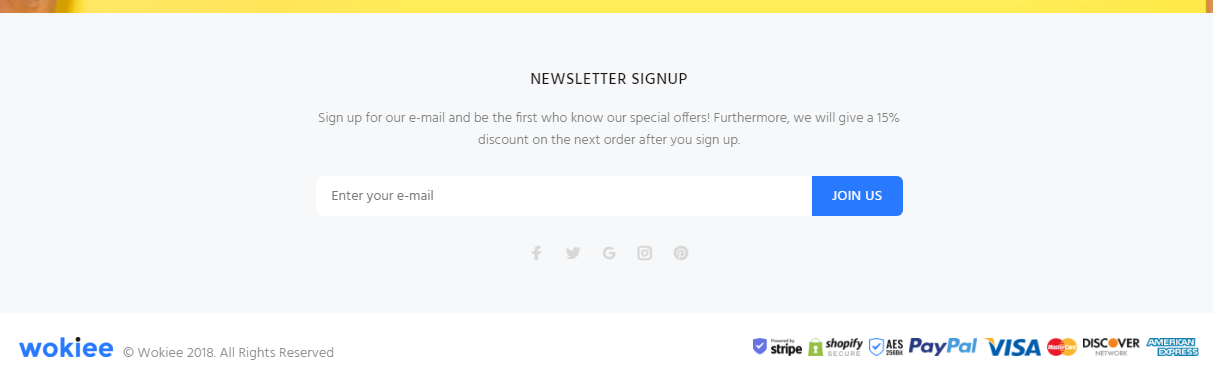 NEWSLETTER SIGNUP
Sign up for our e-mail and be the first who know our special offers! Furthermore, we will give a 15%
discount on the next order after you sign up.
Enter your e-mail
JOIN US
wokiee © Wokiee 2018. All Rights Reserved
Powered by
stripe
shopify
SECURE
AES
256Bit
PayPal
VISA
MasterCard
DISCOVER
NETWORK
AMERICAN
EXPRESS